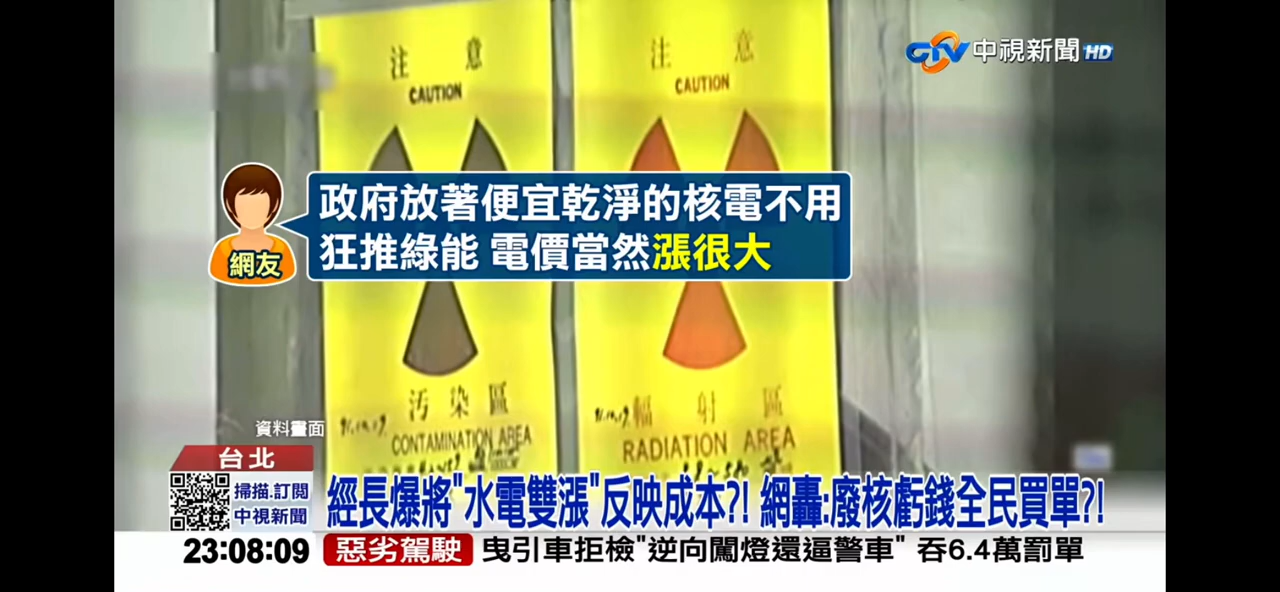 CTV中視新聞HD
注意
CAUTION
注意
CAUTION
網友
政府放著便宜乾淨的核電不用
狂推綠能 電價當然漲很大
汚染區
CONTAMINATION AREA
輻射區
RADIATION AREA
資料畫面
台北
掃描.訂閱
中視新聞
經長爆將"水電雙漲"反映成本?! 網轟:廢核虧錢全民買單?!
23:08:09
惡劣駕駛
曳引車拒檢"逆向闖燈還逼警車" 吞6.4萬罰單